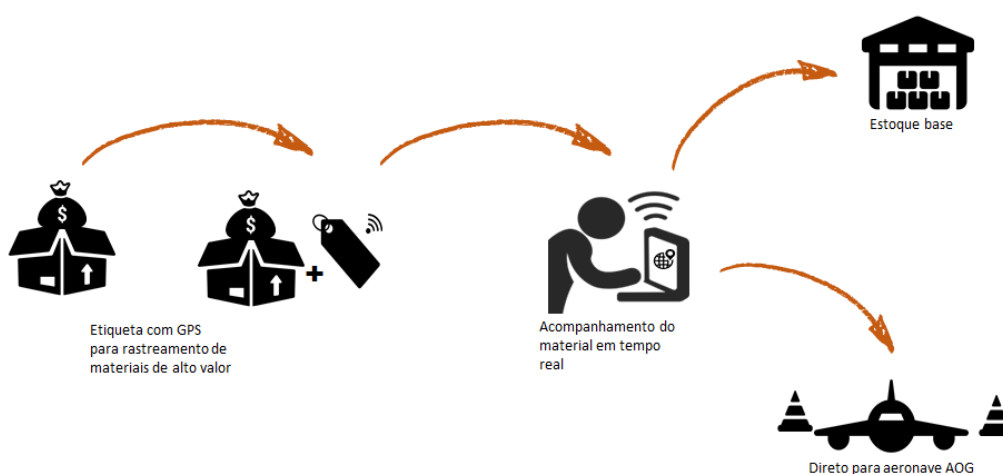 Estoque base
$
$
+
Etiqueta com GPS
para rastreamento de
materiais de alto valor
Acompanhamento do
material em tempo
real
Direto para aeronave AOG